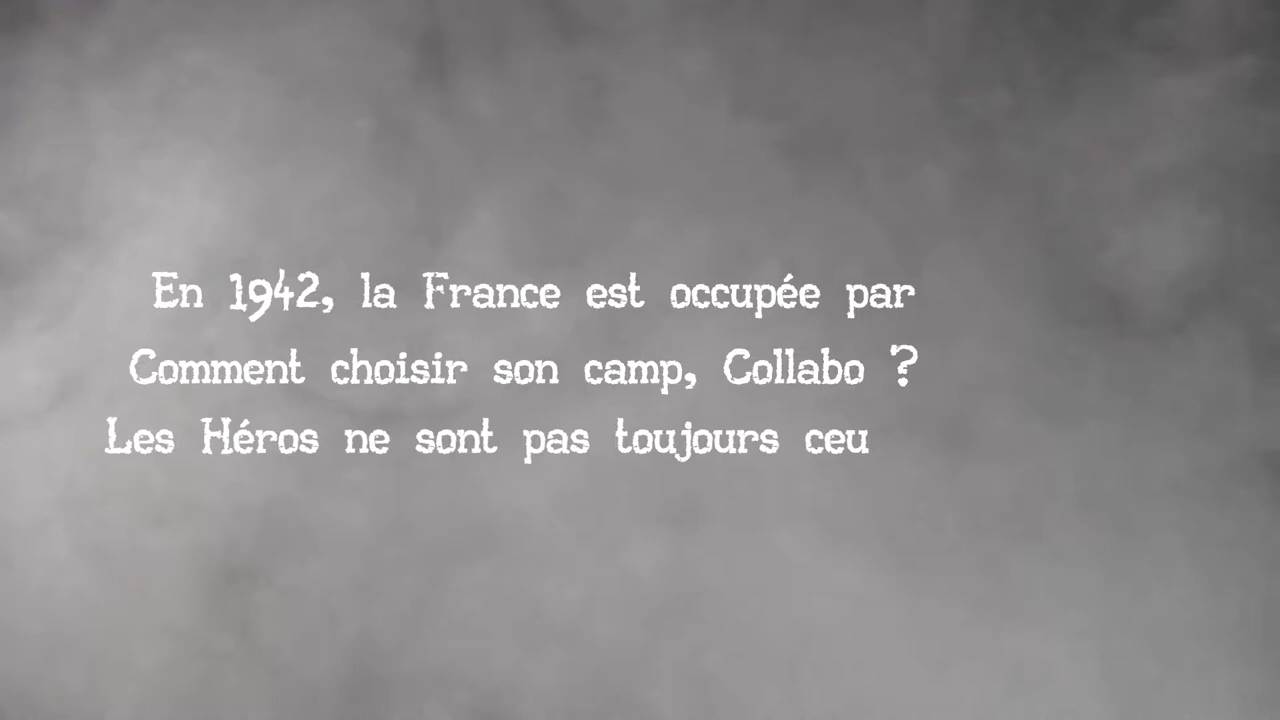 En 1942, la France est occupée par
Comment choisir son camp, Collabo ?
Les Héros ne sont pas toujours ceu